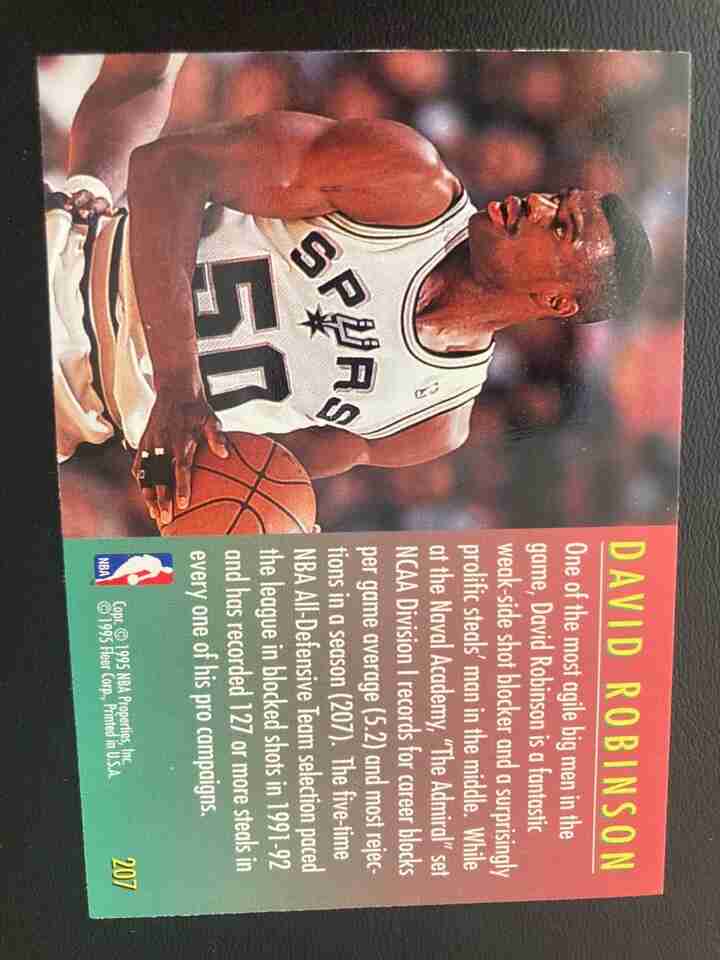 SPURS
50
DAVID ROBINSON
One of the most agile big men in the
game, David Robinson is a fantastic
weak-side shot blocker and a surprisingly
prolific steals' man in the middle. While
at the Naval Academy, "The Admiral" set
NCAA Division I records for career blocks
per game average (5.2) and most rejec-
tions in a season (207). The five-time
NBA All-Defensive Team selection paced
the league in blocked shots in 1991-92
and has recorded 127 or more steals in
every one of his pro campaigns.
NBA
Copr. © 1995 NBA Properties, Inc.
© 1995 Fleer Corp., Printed in U.S.A.
207